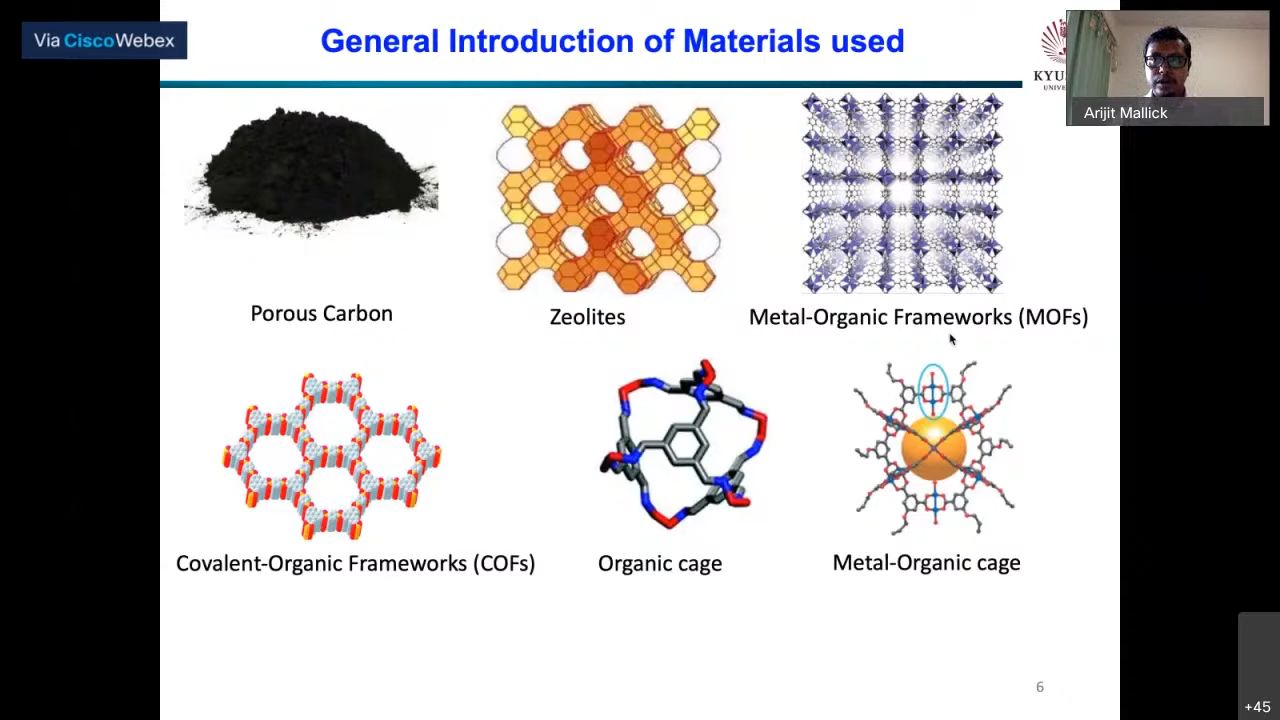 Via CiscoWebex
General Introduction of Materials used
Arijit Mallick
Porous Carbon
Zeolites
Metal-Organic Frameworks (MOFs)
Covalent-Organic Frameworks (COFs)
Organic cage
Metal-Organic cage
6
+45